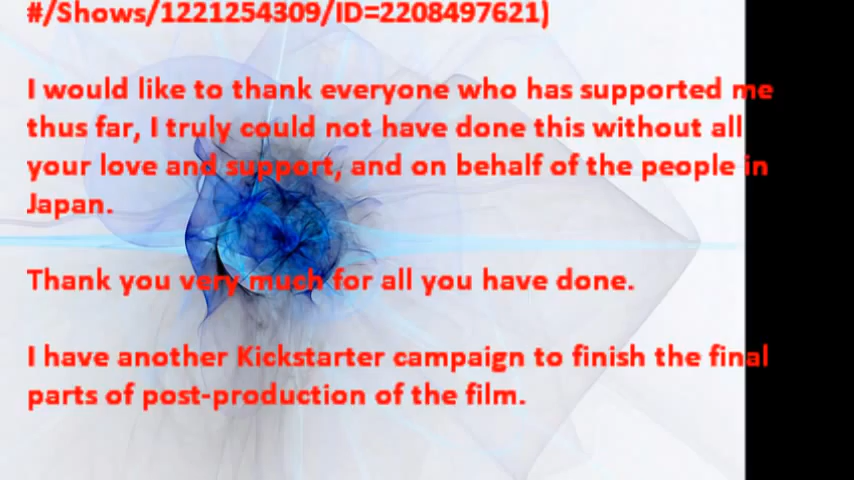 #/Shows/1221254309/ID=2208497621)
I would like to thank everyone who has supported me
thus far, I truly could not have done this without all
your love and support, and on behalf of the people in
Japan.
Thank you very much for all you have done.
I have another Kickstarter campaign to finish the final
parts of post-production of the film.